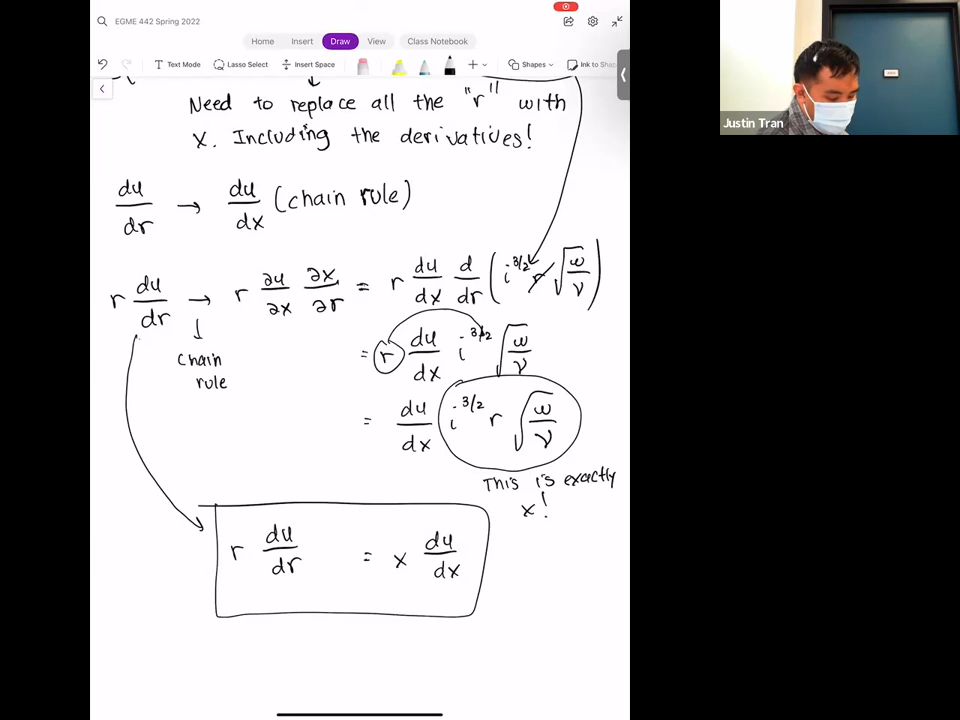 EGME 442 Spring 2022
Home Insert Draw View Class Notebook
Text Mode Lasso Select Insert Space Shapes Ink to Shap
Need to replace all the "r" with
x. Including the derivatives!
du/dr → du/dx (chain rule)
r du/dr → r ∂u/∂x ∂x/∂r = r du/dx d/dr (i^3/2 r √ω/ν)
Chain
rule
= r du/dx i^3/2 √ω/ν
= du/dx i^3/2 r √ω/ν
This is exactly
x!
r du/dr = x du/dx
Justin Tran